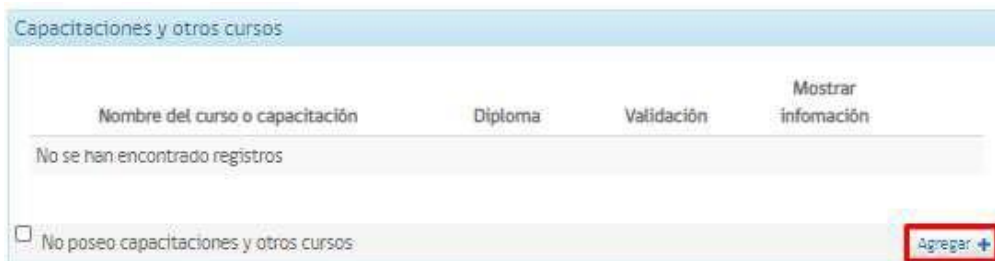 Capacitaciones y otros cursos
Nombre del curso o capacitación Diploma Validación Mostrar infomación
No se han encontrado registros
No poseo capacitaciones y otros cursos Agregar +